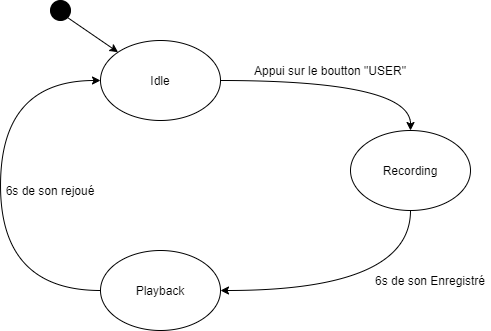 Idle
Appui sur le boutton "USER"
Recording
6s de son rejoué
6s de son Enregistré
Playback